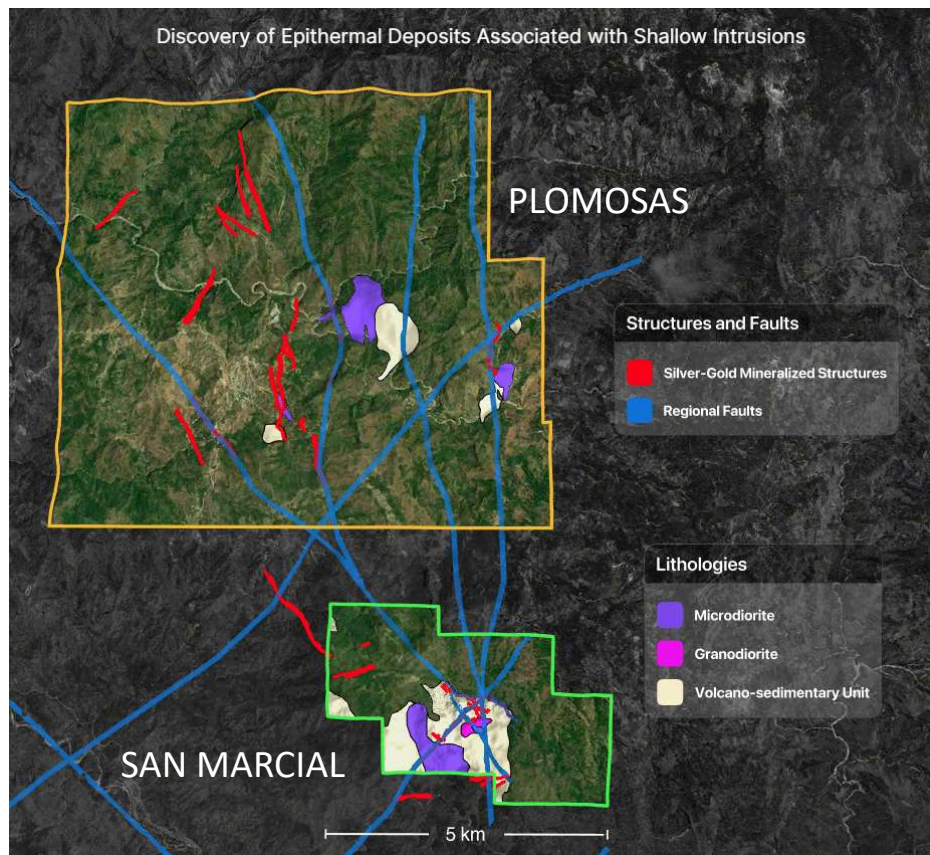 Discovery of Epithermal Deposits Associated with Shallow Intrusions
PLOMOSAS
Structures and Faults
Silver-Gold Mineralized Structures
Regional Faults
Lithologies
Microdiorite
Granodiorite
Volcano-sedimentary Unit
SAN MARCIAL
5 km